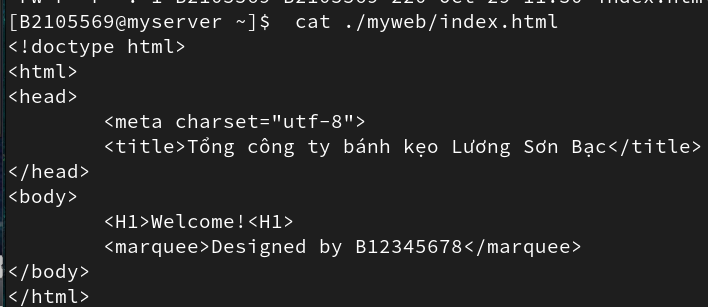 [B2105569@myserver ~]$  cat ./myweb/index.html
<!doctype html>
<html>
<head>
        <meta charset="utf-8">
        <title>Tổng công ty bánh kẹo Lương Sơn Bạc</title>
</head>
<body>
        <H1>Welcome!<H1>
        <marquee>Designed by B12345678</marquee>
</body>
</html>